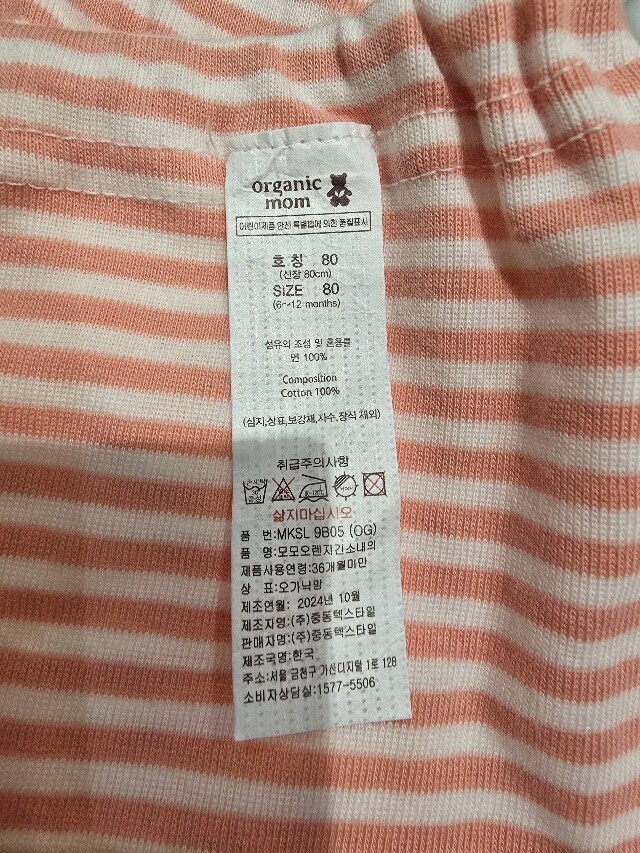 organic
mom
어린이제품 안전 특별법에 의한 품질표시
호 칭 80
(신장 80cm)
SIZE 80
(6~12 months)
섬유의 조성 및 혼용률
면 100%
Composition
Cotton 100%
(심지,상표,보강재,자수,장식 제외)
취급주의사항
삶지마십시오
품 번:MKSL 9B05 (OG)
품 명:모모오렌지긴소내의
제품사용연령:36개월미만
상 표:오가닉맘
제조연월: 2024년 10월
제조자명:(주)중동텍스타일
판매자명:(주)중동텍스타일
제조국명:한국
주소:서울 금천구 가산디지털 1로 128
소비자상담실:1577-5506